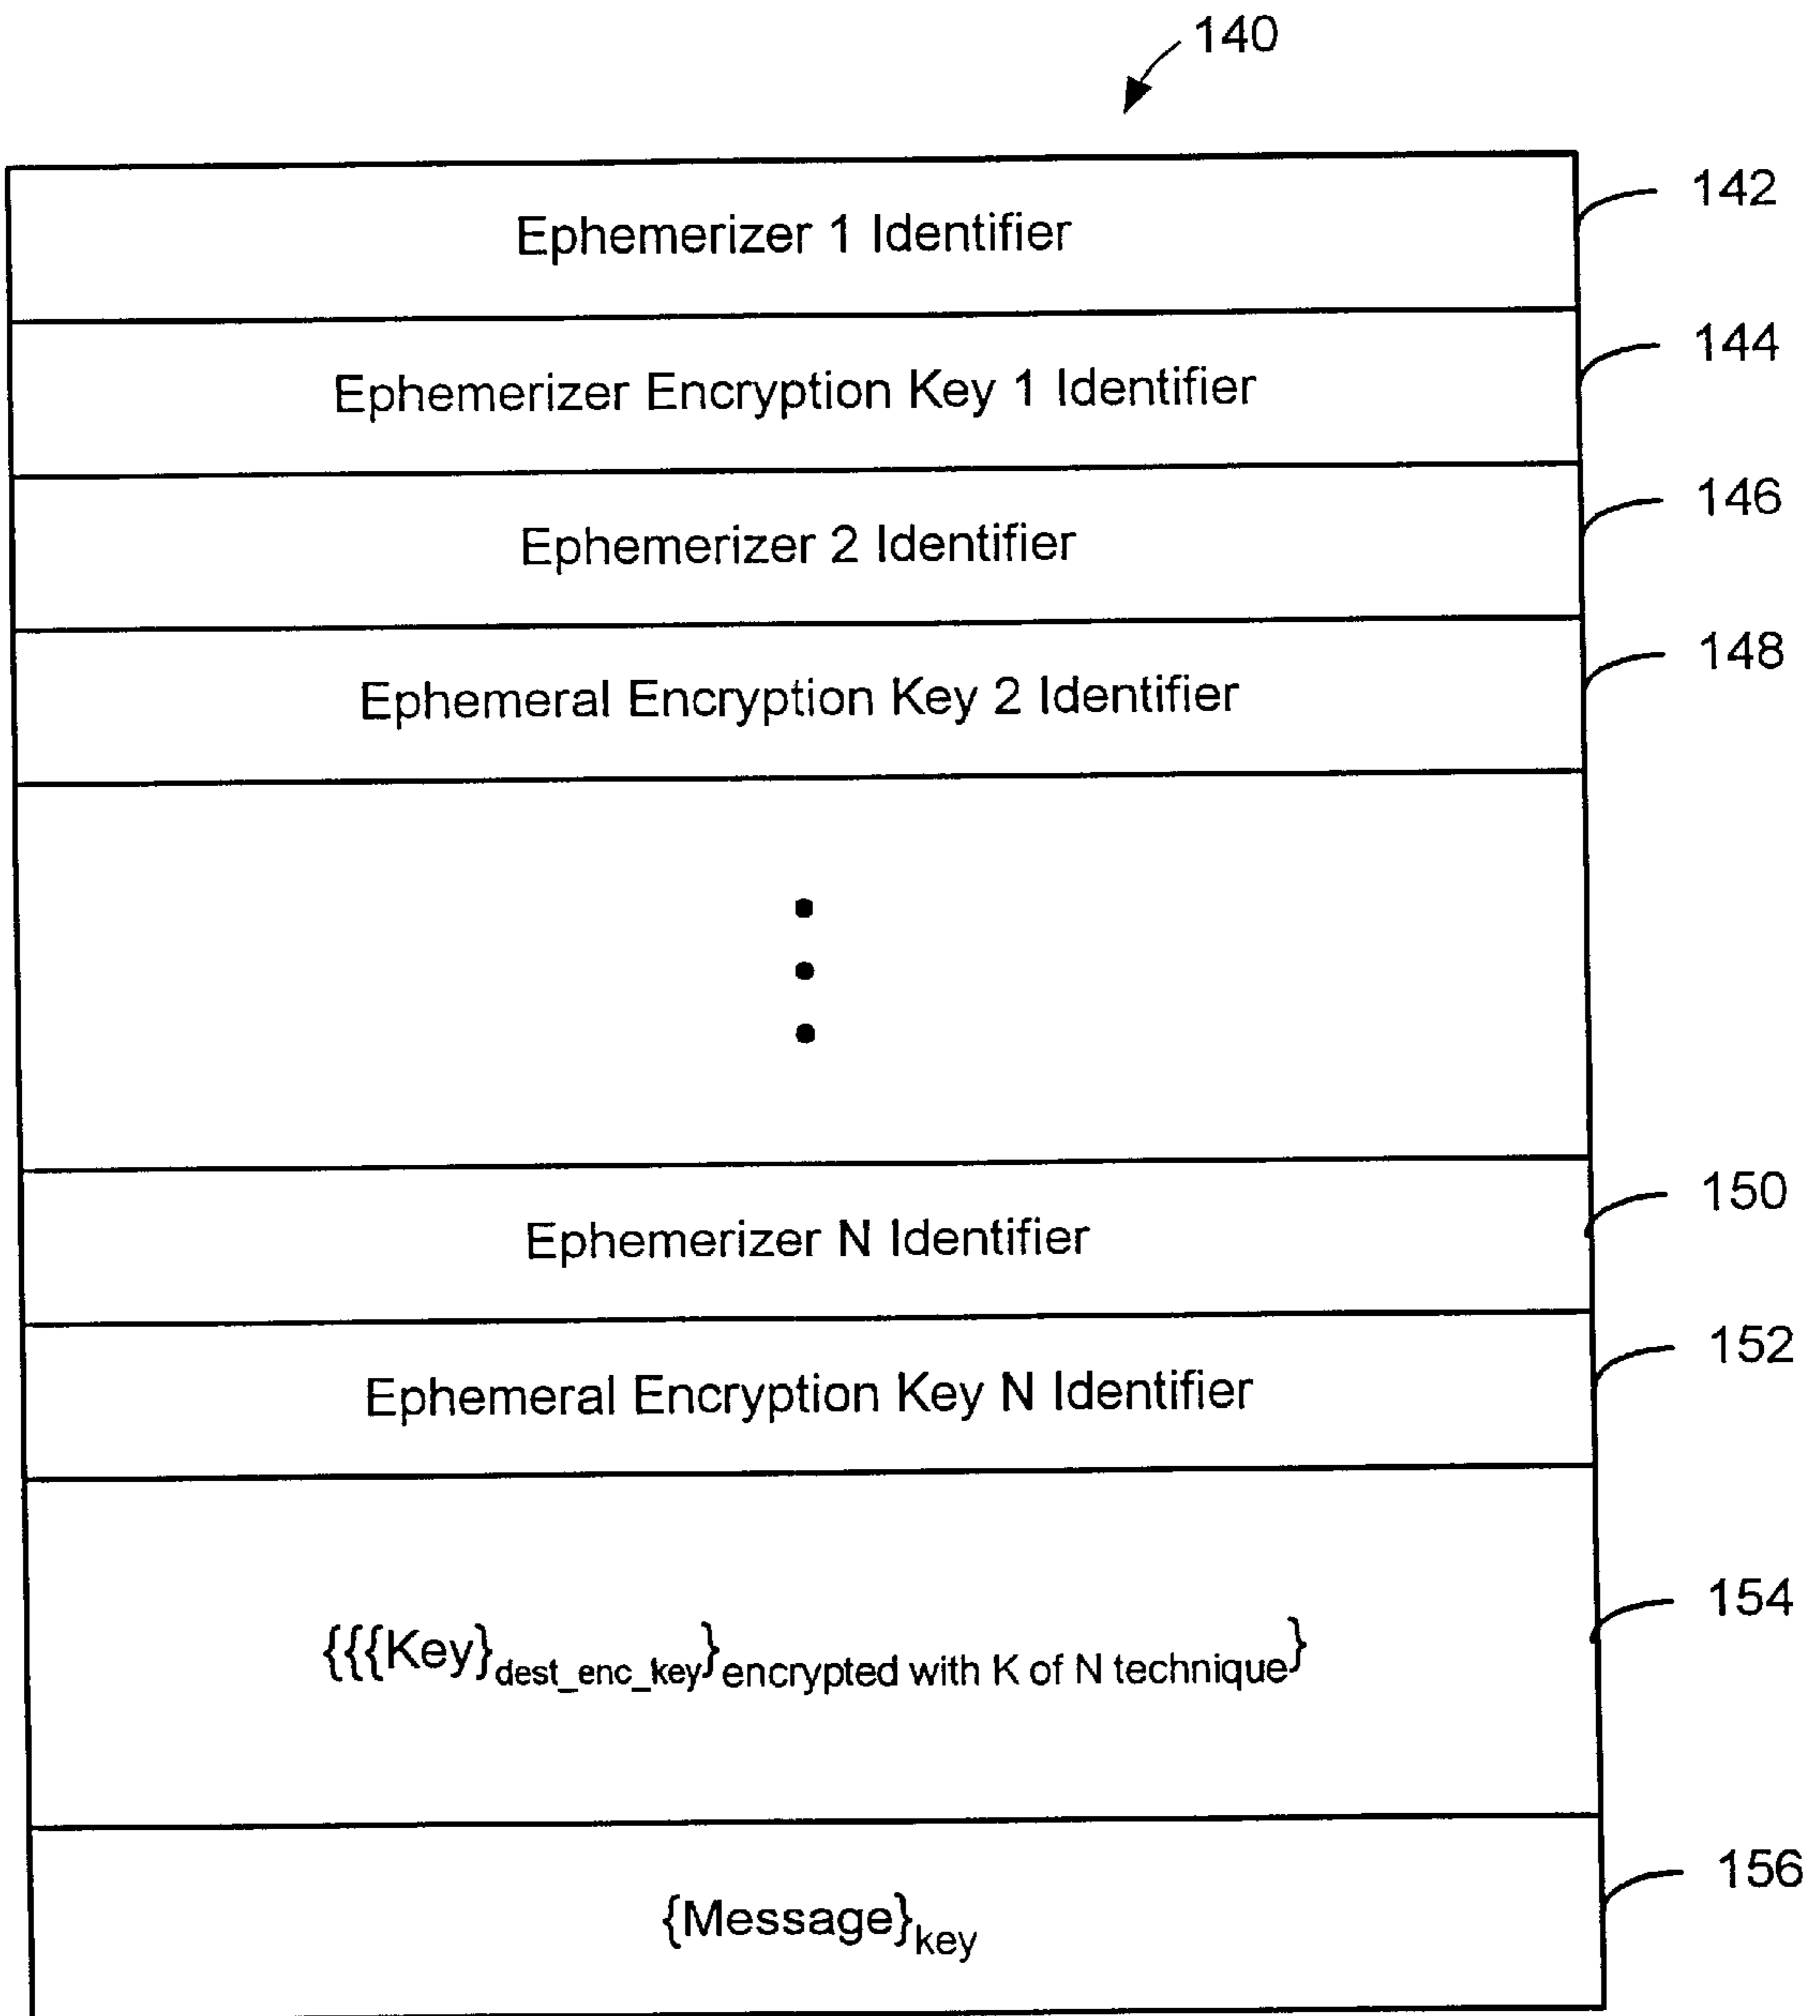 140
Ephemerizer 1 Identifier
142
Ephemerizer Encryption Key 1 Identifier
144
Ephemerizer 2 Identifier
146
Ephemeral Encryption Key 2 Identifier
148
Ephemerizer N Identifier
150
Ephemeral Encryption Key N Identifier
152
{{{Key}dest_enc_key}encrypted with K of N technique}
154
{Message}key
156